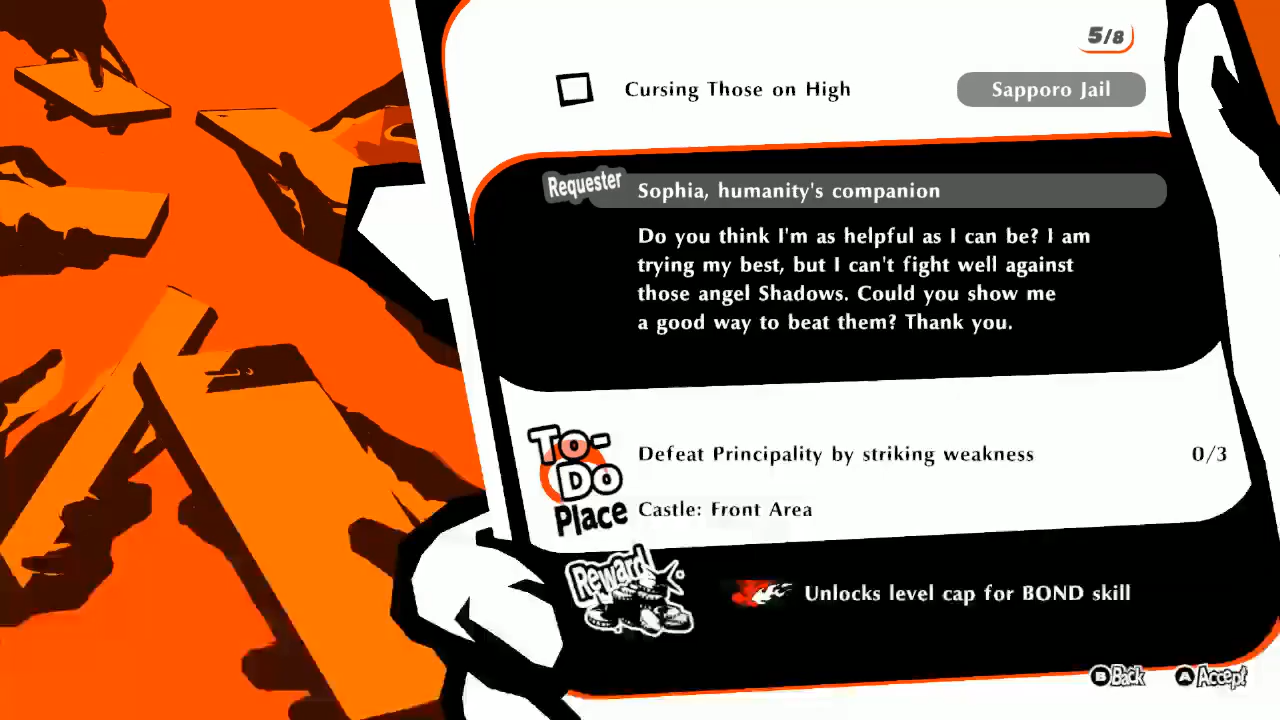 5/8
Cursing Those on High
Sapporo Jail
Requester
Sophia, humanity's companion
Do you think I'm as helpful as I can be? I am
trying my best, but I can't fight well against
those angel Shadows. Could you show me
a good way to beat them? Thank you.
To-
Do
Defeat Principality by striking weakness
0/3
Place
Castle: Front Area
Reward
Unlocks level cap for BOND skill
B Back
A Accept